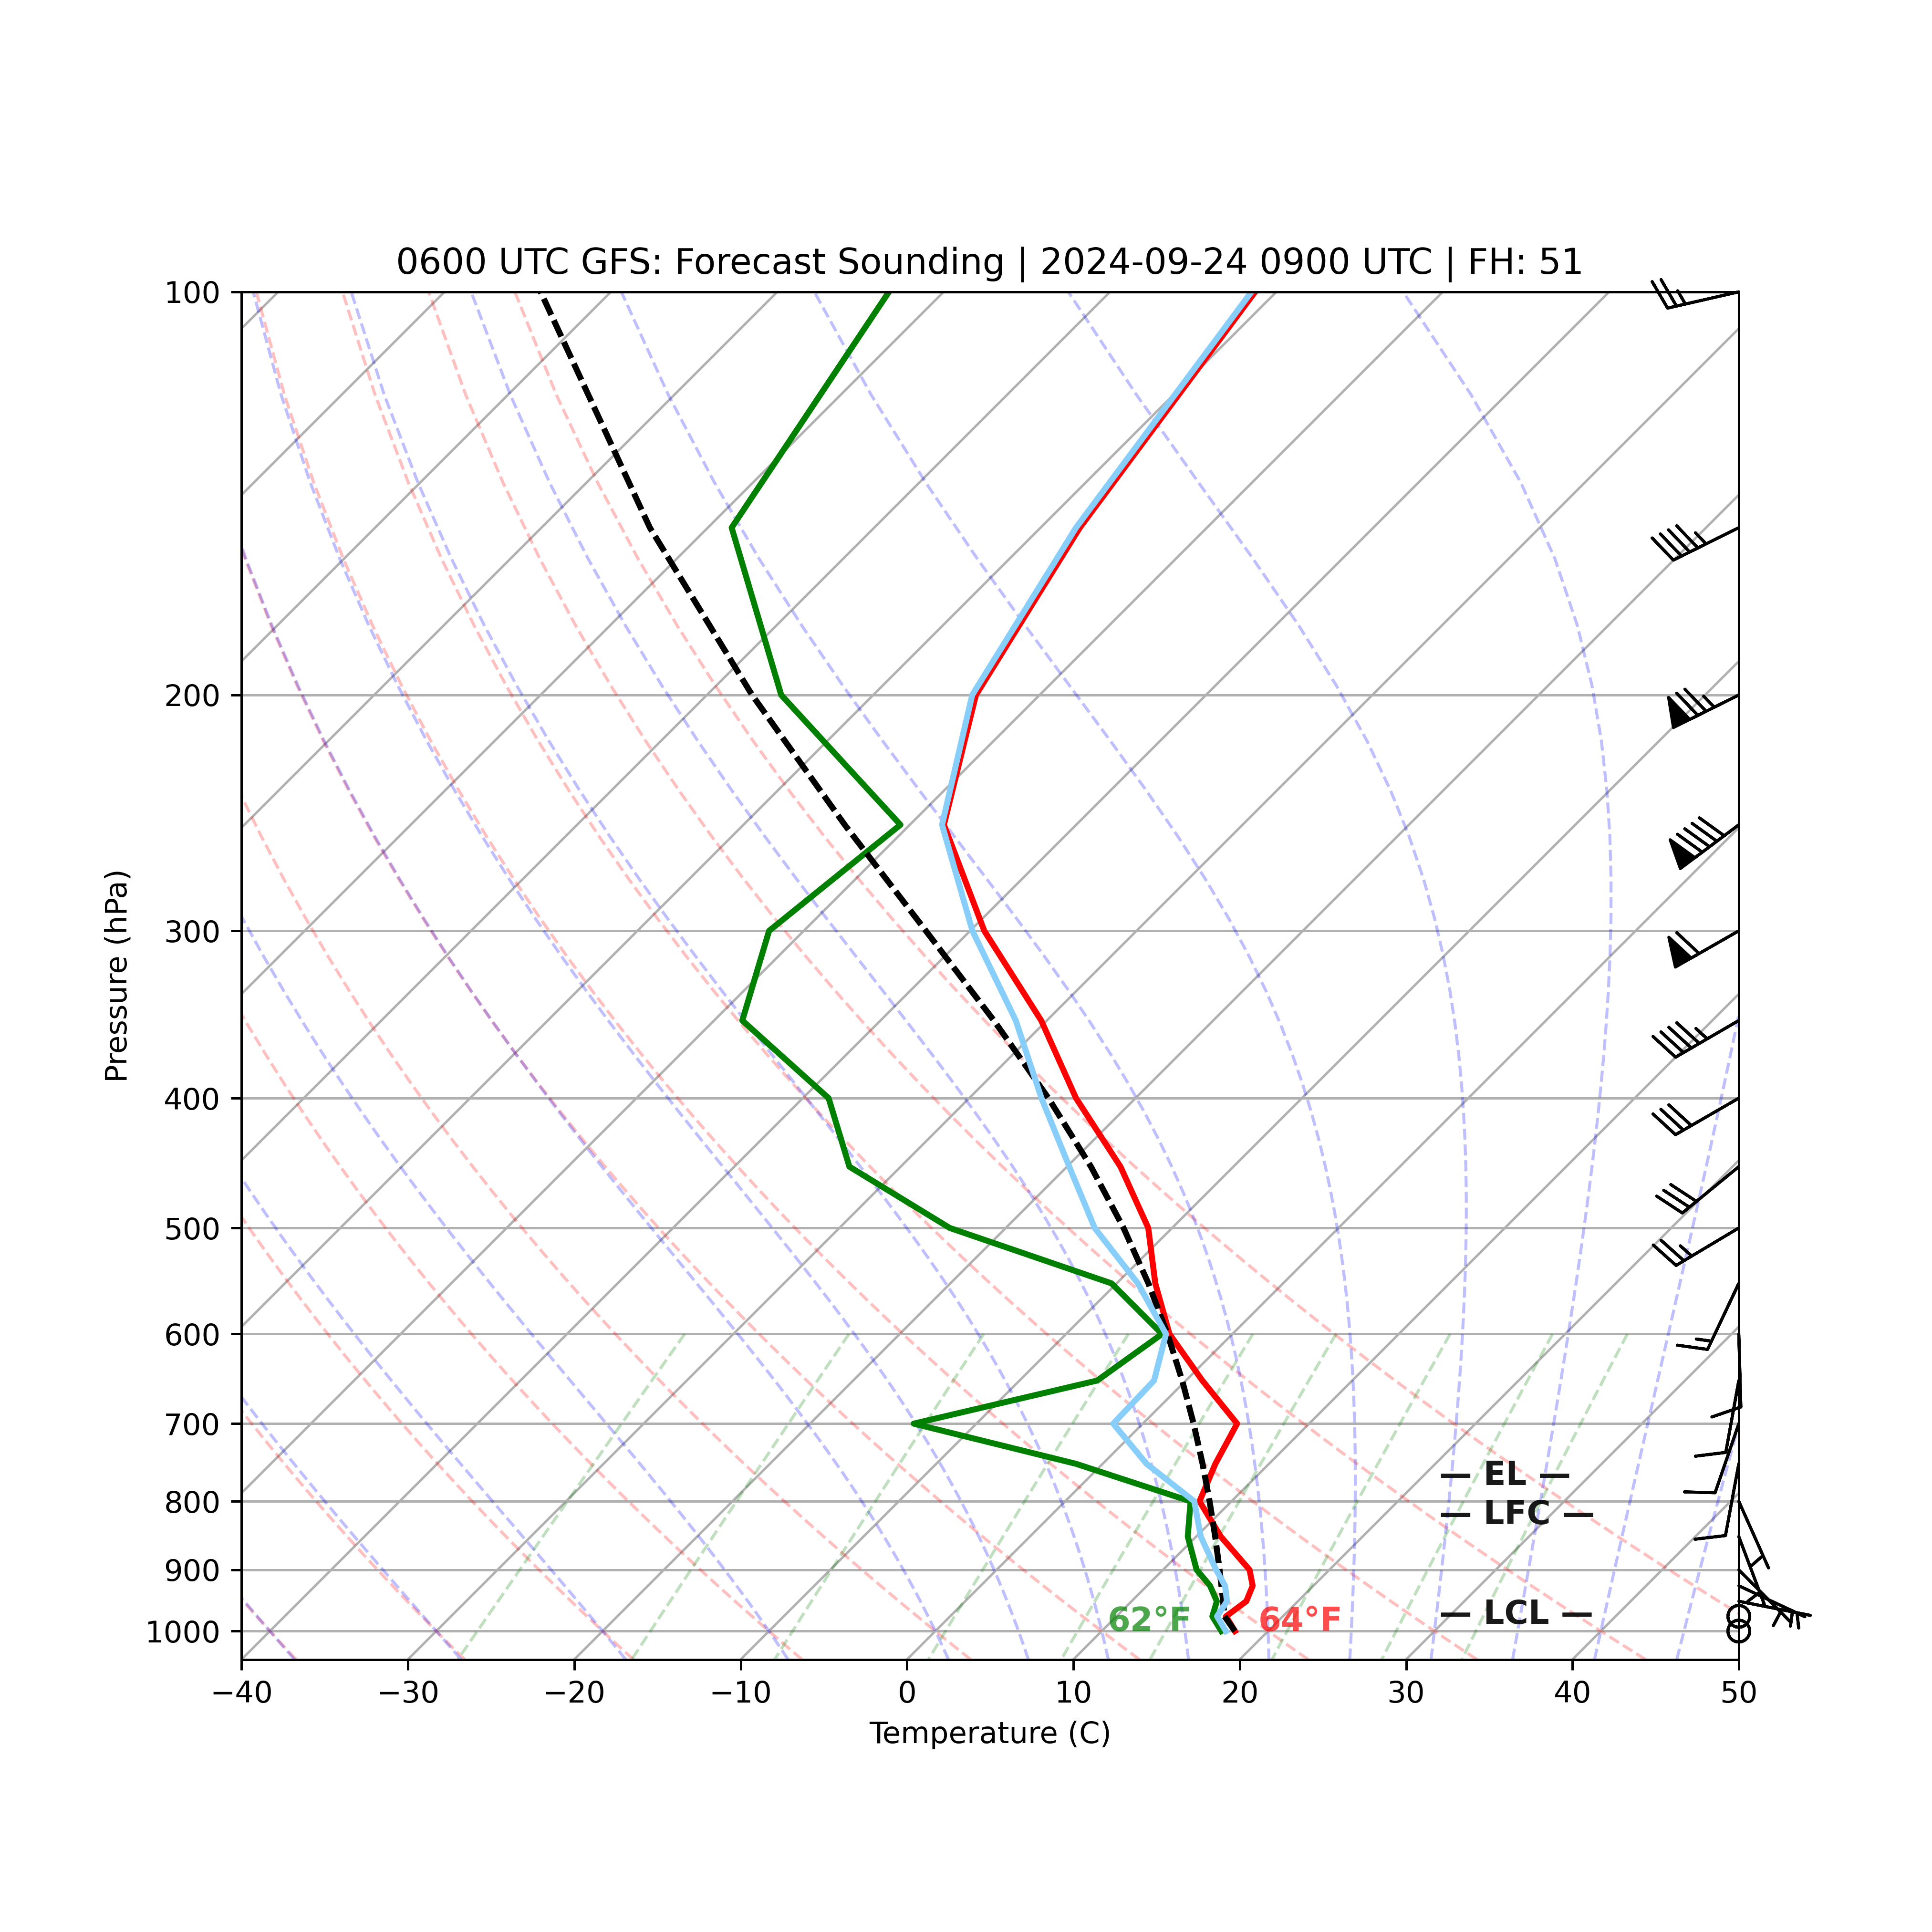 0600 UTC GFS: Forecast Sounding | 2024-09-24 0900 UTC | FH: 51
100
200
300
400
500
600
700
800
900
1000
Pressure (hPa)
— EL —
— LFC —
— LCL —
62°F
64°F
−40 −30 −20 −10 0 10 20 30 40 50
Temperature (C)